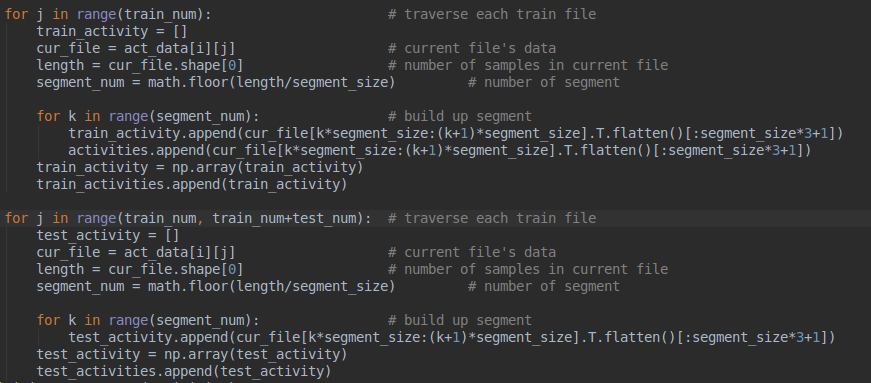 for j in range(train_num):                      # traverse each train file
    train_activity = []
    cur_file = act_data[i][j]                   # current file's data
    length = cur_file.shape[0]                  # number of samples in current file
    segment_num = math.floor(length/segment_size)         # number of segment

    for k in range(segment_num):                # build up segment
        train_activity.append(cur_file[k*segment_size:(k+1)*segment_size].T.flatten()[:segment_size*3+1])
        activities.append(cur_file[k*segment_size:(k+1)*segment_size].T.flatten()[:segment_size*3+1])
    train_activity = np.array(train_activity)
    train_activities.append(train_activity)

for j in range(train_num, train_num+test_num):  # traverse each train file
    test_activity = []
    cur_file = act_data[i][j]                   # current file's data
    length = cur_file.shape[0]                  # number of samples in current file
    segment_num = math.floor(length/segment_size)         # number of segment

    for k in range(segment_num):                # build up segment
        test_activity.append(cur_file[k*segment_size:(k+1)*segment_size].T.flatten()[:segment_size*3+1])
    test_activity = np.array(test_activity)
    test_activities.append(test_activity)